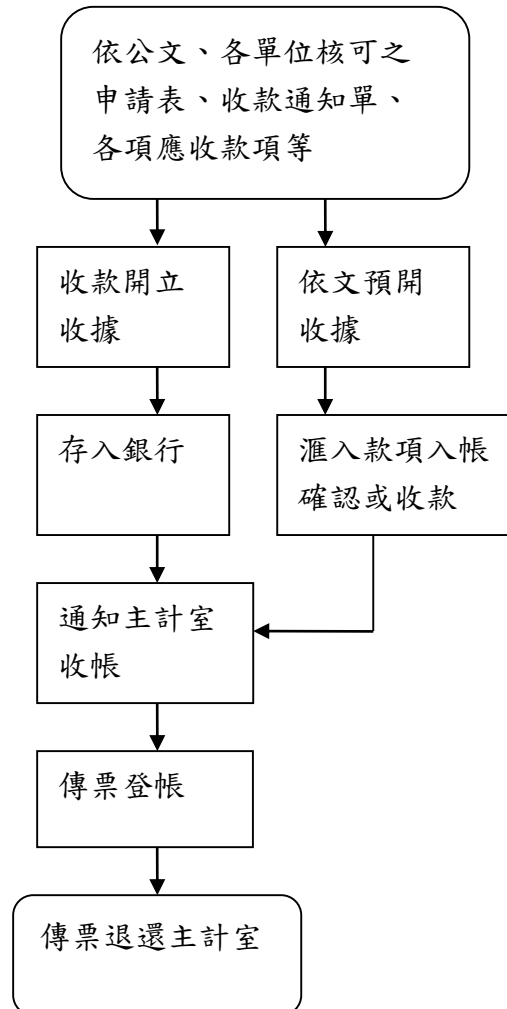 依公文、各單位核可之
申請表、收款通知單、
各項應收款項等
收款開立
收據
依文預開
收據
存入銀行
匯入款項入帳
確認或收款
通知主計室
收帳
傳票登帳
傳票退還主計室